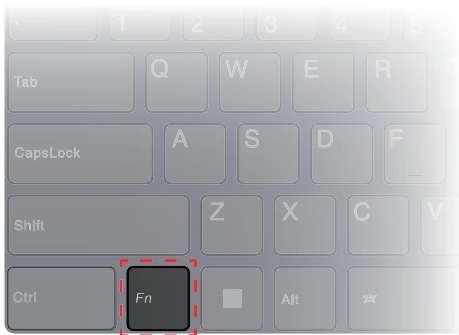 ` 1 2 3 4 5
Tab Q W E R
CapsLock A S D F
Shift Z X C V
Ctrl Fn Alt